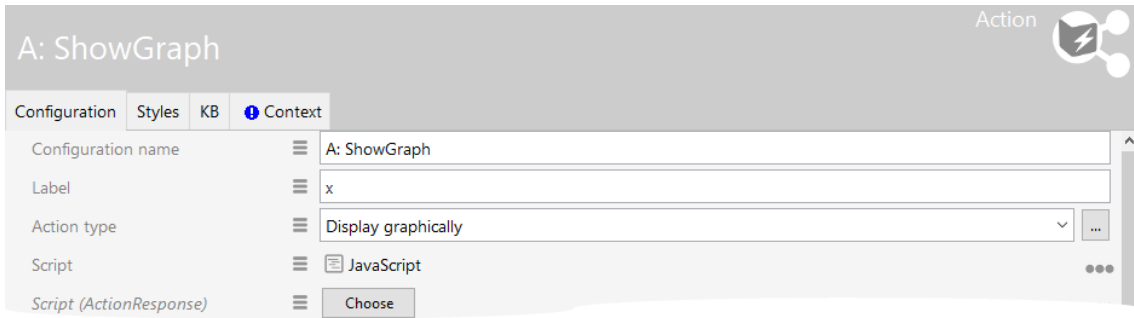 Action
A: ShowGraph
Configuration Styles KB Context
Configuration name A: ShowGraph
Label x
Action type Display graphically ...
Script JavaScript
Script (ActionResponse) Choose